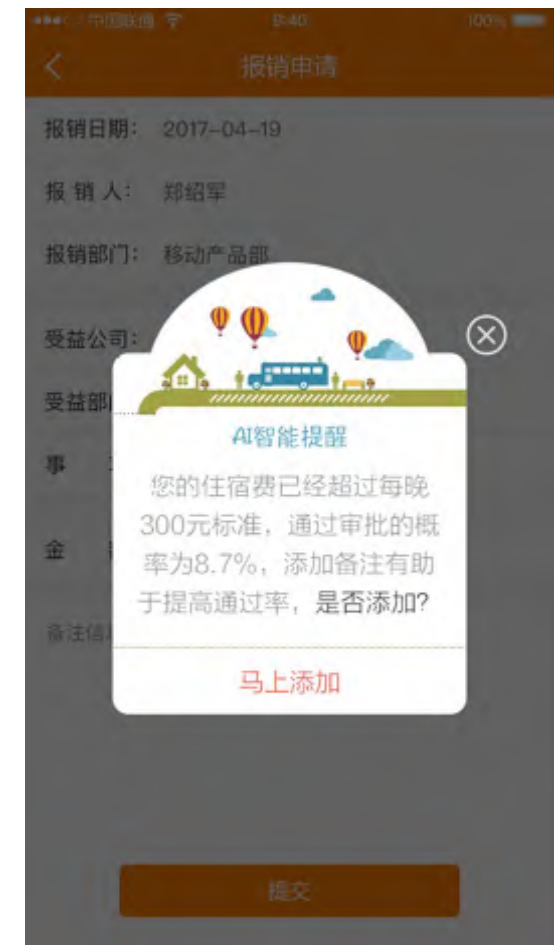 中国联通 9:40 100%
报销申请
报销日期: 2017-04-19
报 销 人: 郑绍军
报销部门: 移动产品部
受益公司:
受益部
事
金
备注信
AI智能提醒
您的住宿费已经超过每晚
300元标准，通过审批的概
率为8.7%，添加备注有助
于提高通过率，是否添加?
马上添加
提交